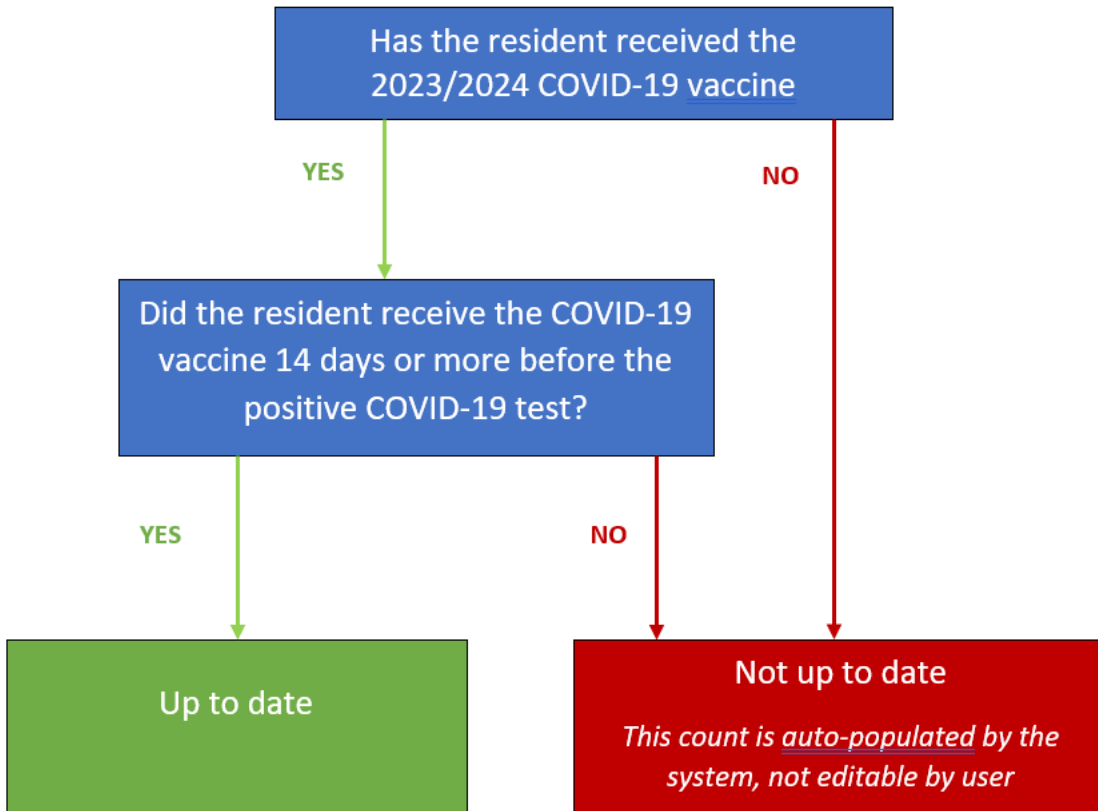 Has the resident received the
2023/2024 COVID-19 vaccine
YES
NO
Did the resident receive the COVID-19
vaccine 14 days or more before the
positive COVID-19 test?
YES
NO
Up to date
Not up to date
This count is auto-populated by the
system, not editable by user